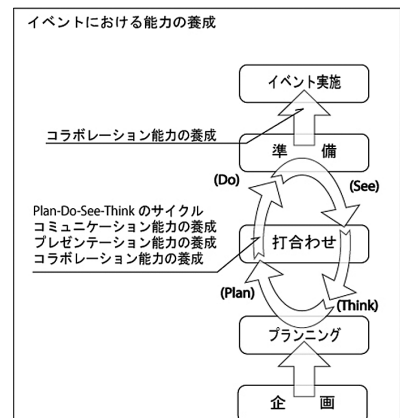 イベントにおける能力の養成
イベント実施
コラボレーション能力の養成
準　備
(Do)
(See)
Plan-Do-See-Think のサイクル
コミュニケーション能力の養成
プレゼンテーション能力の養成
コラボレーション能力の養成
打合わせ
(Plan)
(Think)
プランニング
企　画